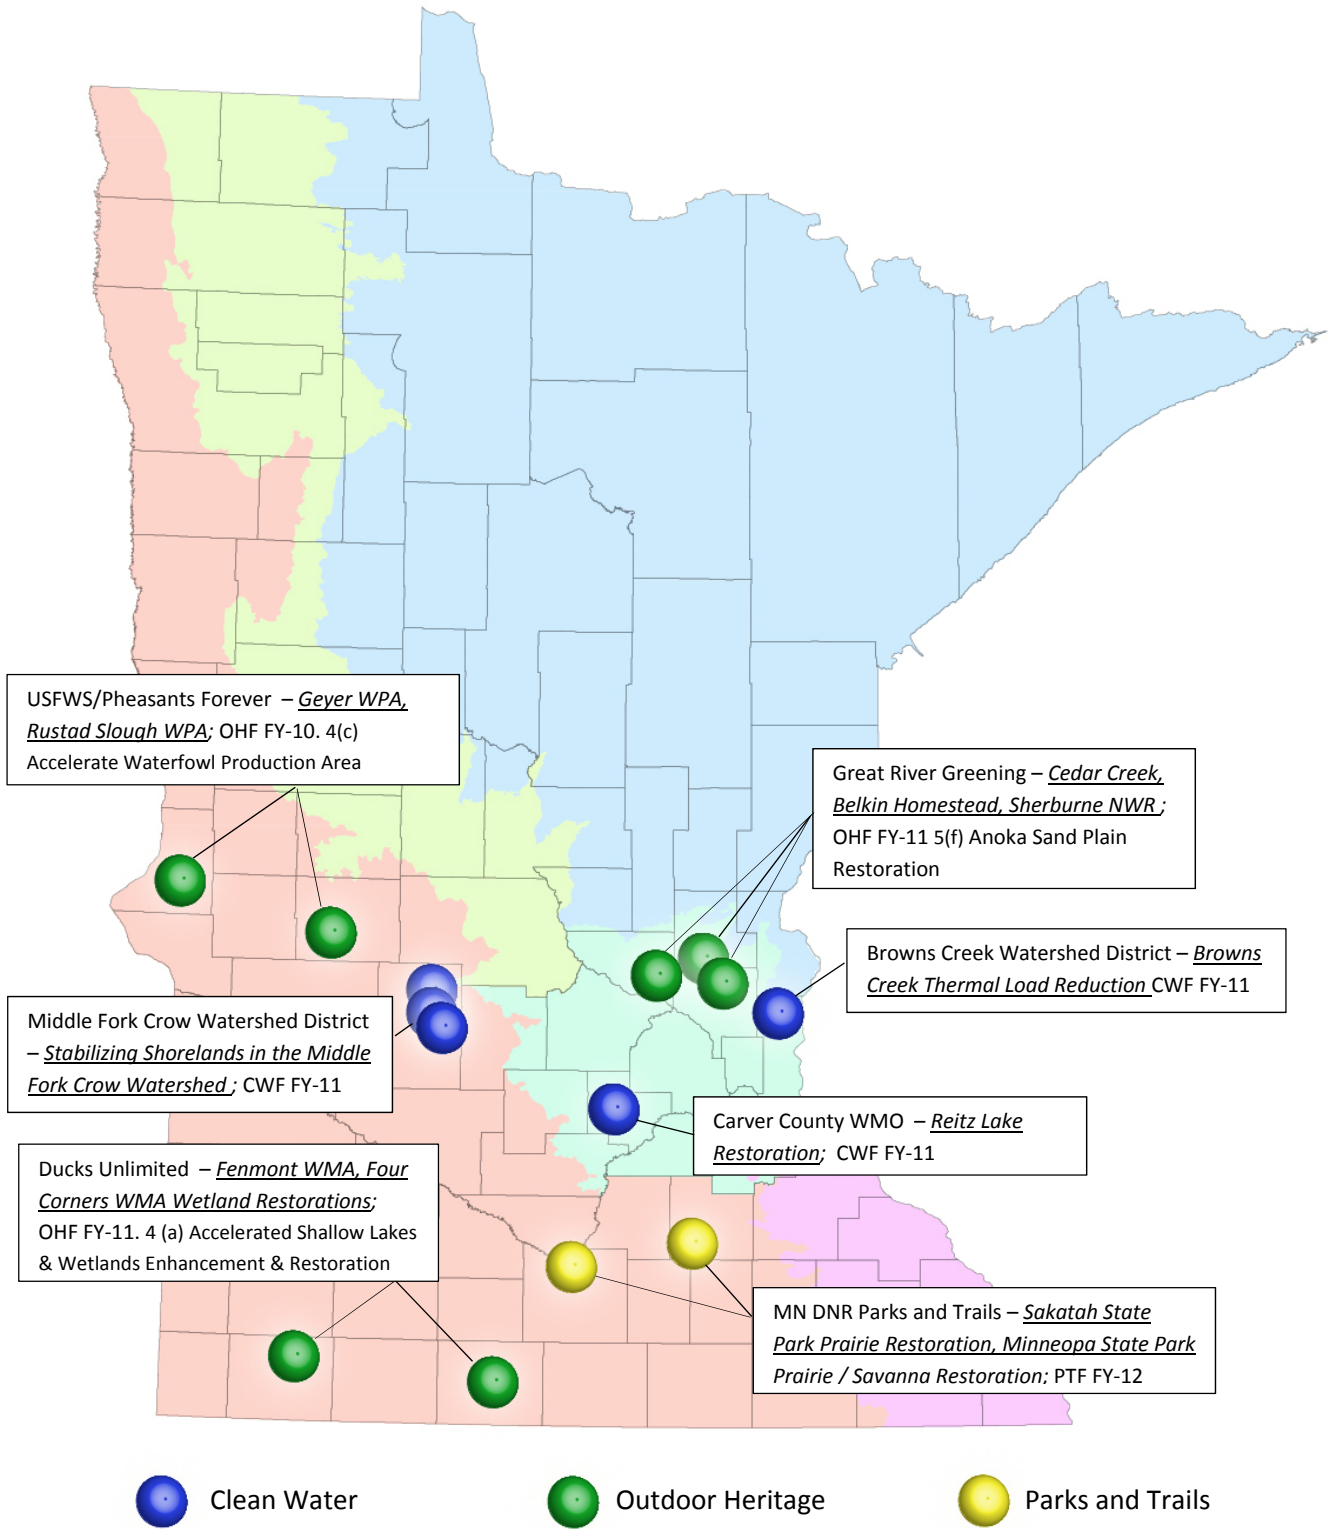 USFWS/Pheasants Forever – Geyer WPA,
Rustad Slough WPA; OHF FY-10. 4(c)
Accelerate Waterfowl Production Area
Great River Greening – Cedar Creek,
Belkin Homestead, Sherburne NWR ;
OHF FY-11 5(f) Anoka Sand Plain
Restoration
Browns Creek Watershed District – Browns
Creek Thermal Load Reduction CWF FY-11
Middle Fork Crow Watershed District
– Stabilizing Shorelands in the Middle
Fork Crow Watershed ; CWF FY-11
Carver County WMO – Reitz Lake
Restoration; CWF FY-11
Ducks Unlimited – Fenmont WMA, Four
Corners WMA Wetland Restorations;
OHF FY-11. 4 (a) Accelerated Shallow Lakes
& Wetlands Enhancement & Restoration
MN DNR Parks and Trails – Sakatah State
Park Prairie Restoration, Minneopa State Park
Prairie / Savanna Restoration; PTF FY-12
Clean Water
Outdoor Heritage
Parks and Trails